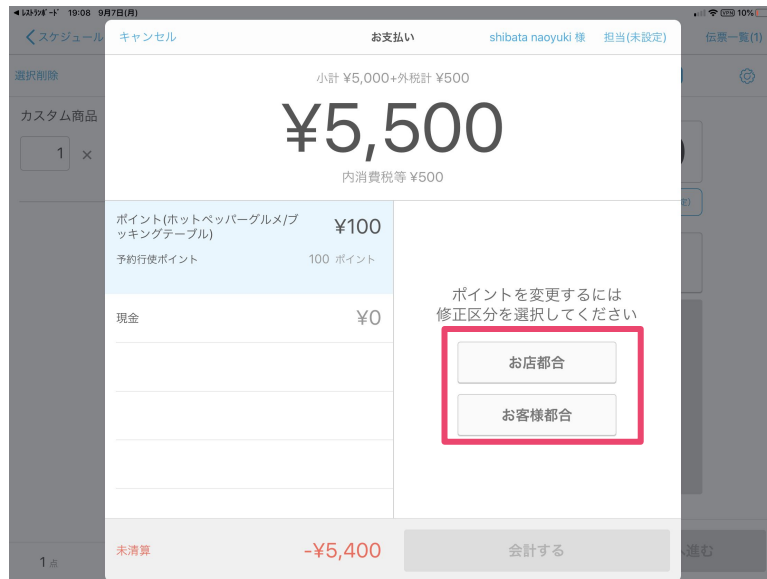 ◀ﾚｽﾄﾗﾝﾎﾞｰﾄﾞ 19:08 9月7日(月)
VPN 10%
スケジュール
キャンセル
お支払い
shibata naoyuki 様 担当(未設定)
伝票一覧(1)
選択削除
小計 ¥5,000+外税計 ¥500
¥5,500
内消費税等 ¥500
カスタム商品
1 ×
ポイント(ホットペッパーグルメ/ブ
ッキングテーブル)
¥100
予約行使ポイント 100 ポイント
現金 ¥0
ポイントを変更するには
修正区分を選択してください
お店都合
お客様都合
未清算 -¥5,400
会計する
1 点
進む